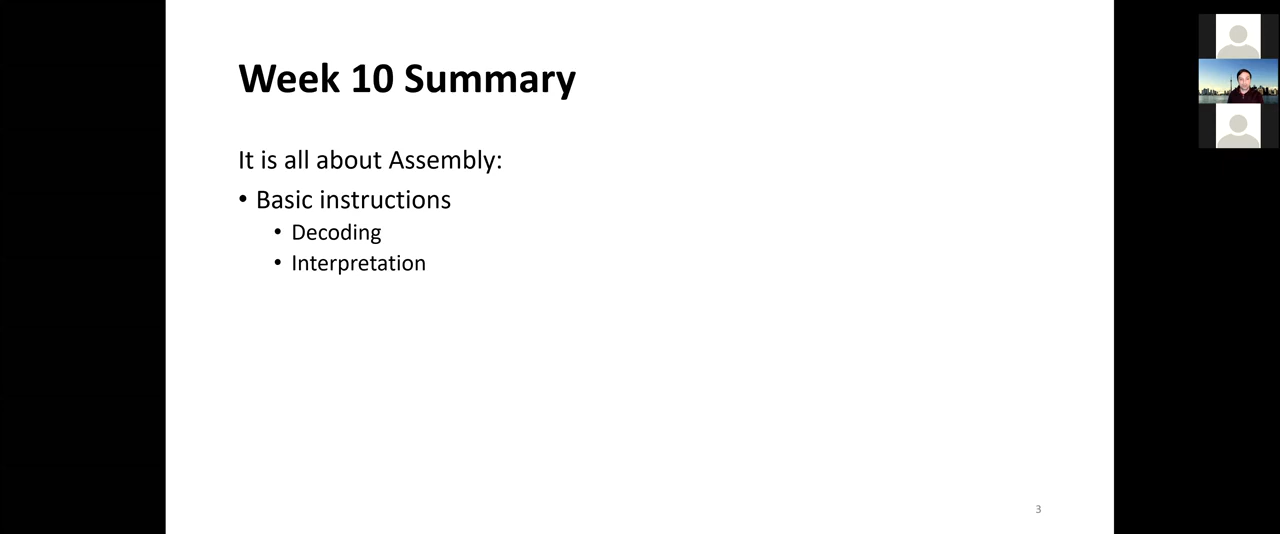 Week 10 Summary
It is all about Assembly:
• Basic instructions
• Decoding
• Interpretation
3